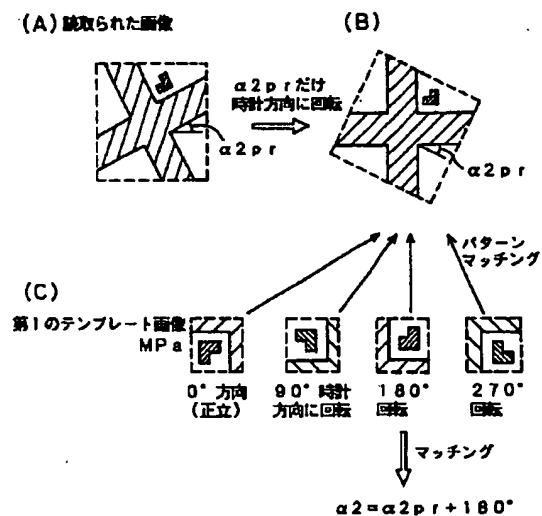 (A) 読取られた画像
(B)
α2prだけ
時計方向に回転
α2pr
α2pr
パターン
マッチング
(C)
第1のテンプレート画像
MPa
0°方向
(正立)
90°時計
方向に回転
180°
回転
270°
回転
マッチング
α2=α2pr+180°